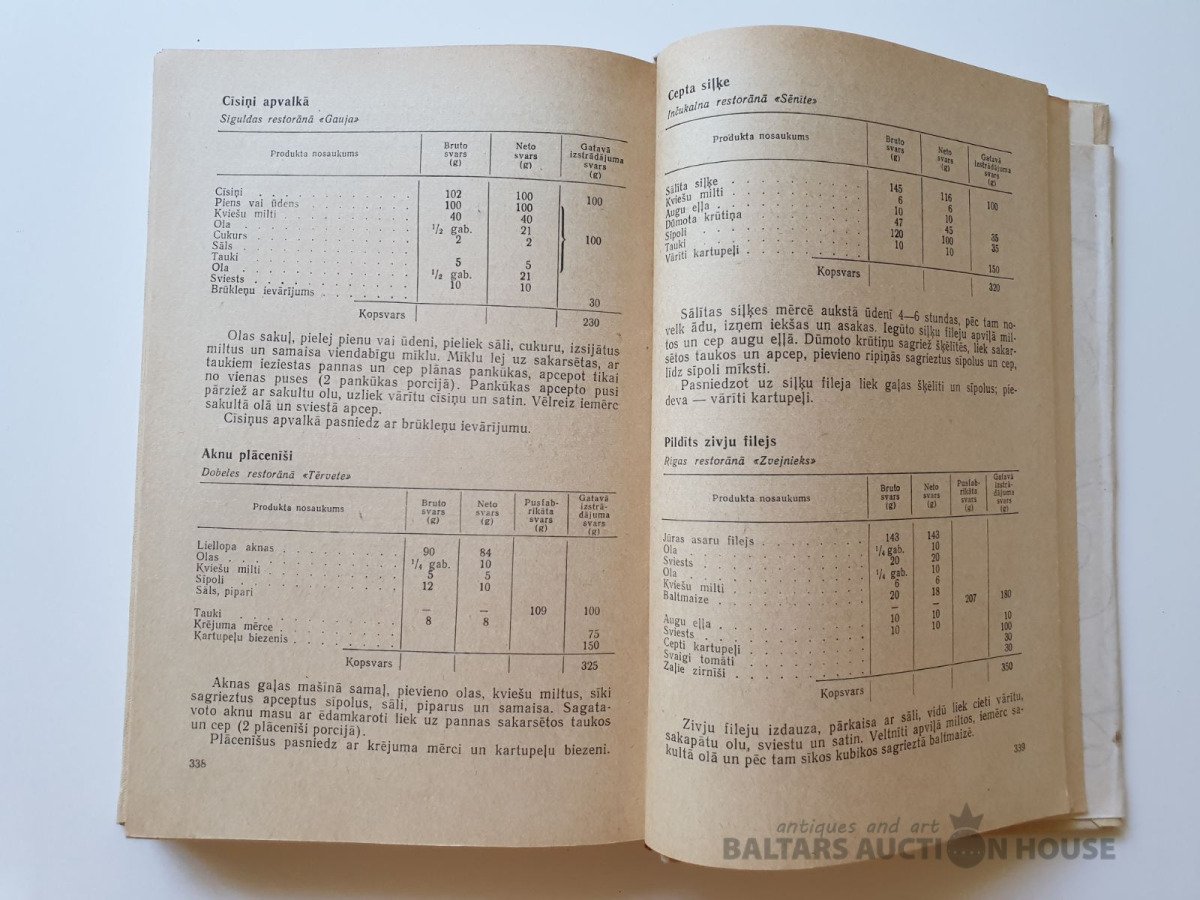 Cīsiņi apvalkā
Siguldas restorānā «Gauja»
Produkta nosaukums | Bruto svars (g) | Neto svars (g) | Gatavā izstrādājuma svars (g)
Cīsiņi . . . 102 100 100
Piens vai ūdens . . . 100 100
Kviešu milti . . . 40 40
Ola . . . 1/2 gab. 21
Cukurs . . . 2 2 100
Sāls . . .
Tauki . . . 5 5
Ola . . . 1/2 gab. 21
Sviests . . . 10 10
Brūkleņu ievārījums . . . 30
Kopsvars 230
Olas sakuļ, pielej pienu vai ūdeni, pieliek sāli, cukuru, izsijātus
miltus un samaisa viendabīgu mīklu. Mīklu lej uz sakarsētas, ar
taukiem ieziestas pannas un cep plānas pankūkas, apcepot tikai
no vienas puses (2 pankūkas porcijā). Pankūkas apcepto pusi
pārziež ar sakultu olu, uzliek vārītu cīsiņu un satin. Vēlreiz iemērc
sakultā olā un sviestā apcep.
Cīsiņus apvalkā pasniedz ar brūkleņu ievārījumu.
Aknu plācenīši
Dobeles restorānā «Tērvete»
Produkta nosaukums | Bruto svars (g) | Neto svars (g) | Pusfabrikāta svars (g) | Gatavā izstrādājuma svars (g)
Liellopa aknas . . . 90 84
Olas . . . 1/4 gab. 10
Kviešu milti . . . 5 5
Sīpoli . . . 12 10
Sāls, pipari
— — 109 100
Tauki . . . 8 8
Krējuma mērce . . . 75
Kartupeļu biezenis . . . 150
Kopsvars 325
Aknas gaļas mašīnā samaļ, pievieno olas, kviešu miltus, sīki
sagrieztus apceptus sīpolus, sāli, piparus un samaisa. Sagata-
voto aknu masu ar ēdamkaroti liek uz pannas sakarsētos taukos
un cep (2 plācenīši porcijā).
Plācenīšus pasniedz ar krējuma mērci un kartupeļu biezeni.
338
Cepta siļķe
Inčukalna restorānā «Sēnīte»
Produkta nosaukums | Bruto svars (g) | Neto svars (g) | Gatavā izstrādājuma svars (g)
Sālīta siļķe . . . 145 116
Kviešu milti . . . 6 6 100
Augu eļļa . . . 10 10
Dūmota krūtiņa . . . 47 45 35
Sīpoli . . . 120 100 35
Tauki . . . 10 10
Vārīti kartupeļi . . . 150
Kopsvars 320
Sālītas siļķes mērcē aukstā ūdenī 4—6 stundas, pēc tam no-
velk ādu, izņem iekšas un asakas. Iegūto siļķu fileju apviļā mil-
tos un cep augu eļļā. Dūmoto krūtiņu sagriež šķēlītēs, liek sakar-
sētos taukos un apcep, pievieno ripiņās sagrieztus sīpolus un cep,
līdz sīpoli mīksti.
Pasniedzot uz siļķu fileja liek gaļas šķēlīti un sīpolus; pie-
deva — vārīti kartupeļi.
Pildīts zivju filejs
Rīgas restorānā «Zvejnieks»
Produkta nosaukums | Bruto svars (g) | Neto svars (g) | Pusfabrikāta svars (g) | Gatavā izstrādājuma svars (g)
Jūras asaru filejs . . . 143 143
Ola . . . 1/4 gab. 10
Sviests . . . 20 20
Ola . . . 1/4 gab. 10
Kviešu milti . . . 6 6
Baltmaize . . . 20 18
— — 207 180
Augu eļļa . . . 10 10
Sviests . . . 10 10 10
Cepti kartupeļi . . . 100
Svaigi tomāti . . . 30
Zaļie zirnīši . . . 30
Kopsvars 350
Zivju fileju izdauza, pārkaisa ar sāli, vidū liek cieti vārītu,
sakapātu olu, sviestu un satin. Veltnīti apviļā miltos, iemērc sa-
kultā olā un pēc tam sīkos kubikos sagrieztā baltmaizē.
339
antiques and art
BALTARS AUCTION HOUSE